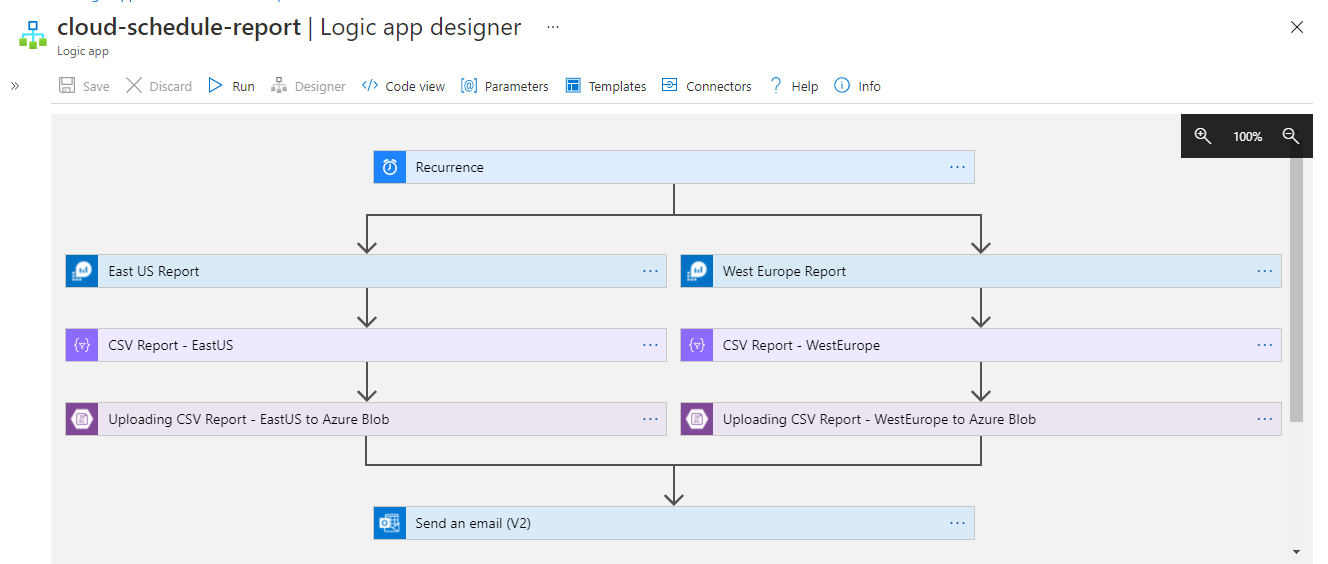 cloud-schedule-report | Logic app designer ...
Logic app
» Save Discard Run Designer Code view Parameters Templates Connectors Help Info
100%
Recurrence ...
East US Report ... West Europe Report ...
CSV Report - EastUS ... CSV Report - WestEurope ...
Uploading CSV Report - EastUS to Azure Blob ... Uploading CSV Report - WestEurope to Azure Blob ...
Send an email (V2) ...